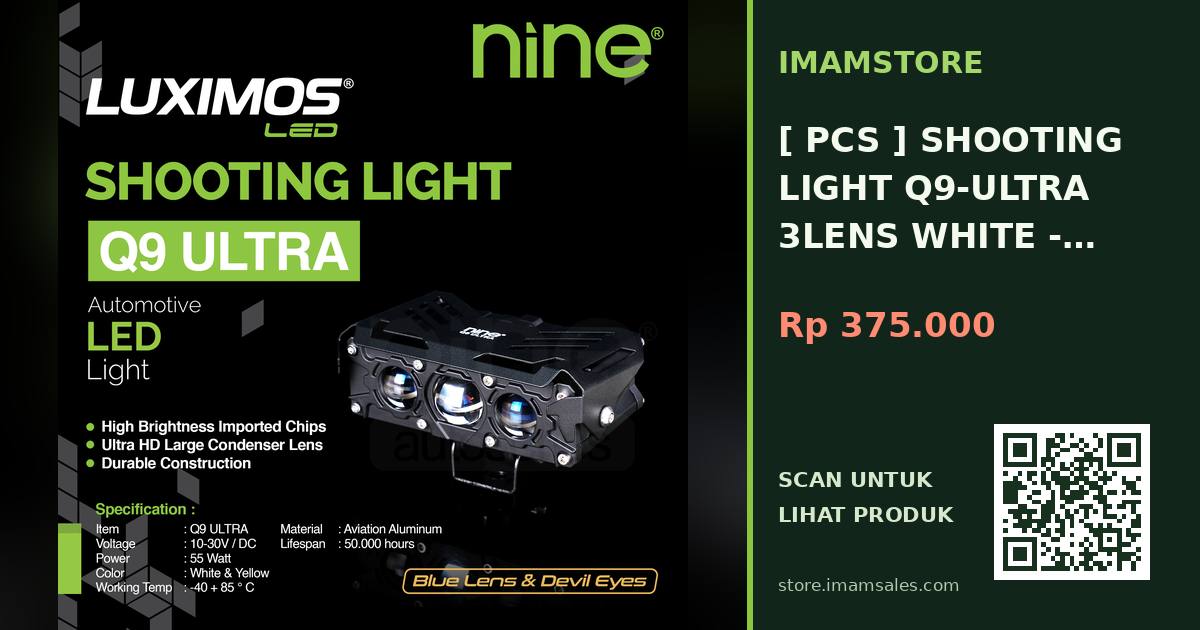 nine®
LUXIMOS®
LED
SHOOTING LIGHT
Q9 ULTRA
Automotive
LED
Light
nine
High Brightness Imported Chips
Ultra HD Large Condenser Lens
Durable Construction
Specification :
Item : Q9 ULTRA Material : Aviation Aluminum
Voltage : 10-30V / DC Lifespan : 50.000 hours
Power : 55 Watt
Color : White & Yellow
Working Temp : -40 + 85 ° C
Blue Lens & Devil Eyes
IMAMSTORE
[ PCS ] SHOOTING
LIGHT Q9-ULTRA
3LENS WHITE -...
Rp 375.000
SCAN UNTUK
LIHAT PRODUK
store.imamsales.com